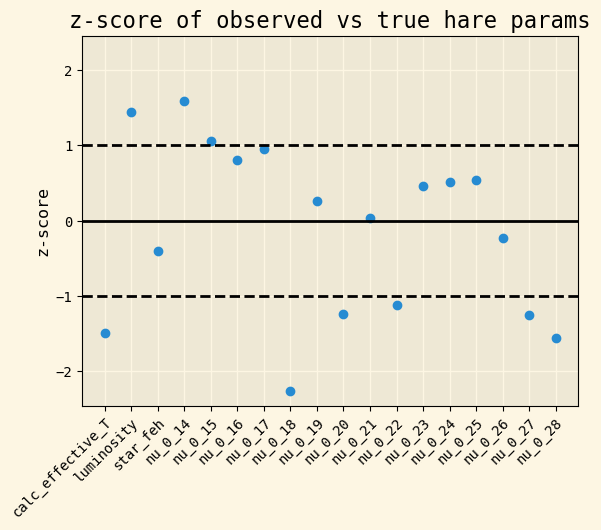 z-score of observed vs true hare params
z-score
2
1
0
−1
−2
calc_effective_T
luminosity
star_feh
nu_0_14
nu_0_15
nu_0_16
nu_0_17
nu_0_18
nu_0_19
nu_0_20
nu_0_21
nu_0_22
nu_0_23
nu_0_24
nu_0_25
nu_0_26
nu_0_27
nu_0_28